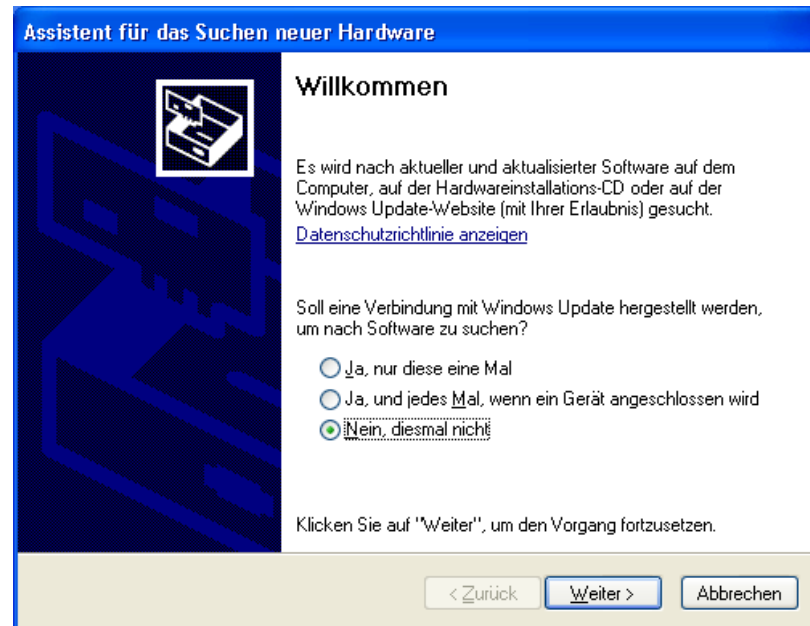 Assistent für das Suchen neuer Hardware
Willkommen
Es wird nach aktueller und aktualisierter Software auf dem
Computer, auf der Hardwareinstallations-CD oder auf der
Windows Update-Website (mit Ihrer Erlaubnis) gesucht.
Datenschutzrichtlinie anzeigen
Soll eine Verbindung mit Windows Update hergestellt werden,
um nach Software zu suchen?
Ja, nur diese eine Mal
Ja, und jedes Mal, wenn ein Gerät angeschlossen wird
Nein, diesmal nicht
Klicken Sie auf "Weiter", um den Vorgang fortzusetzen.
< Zurück Weiter > Abbrechen